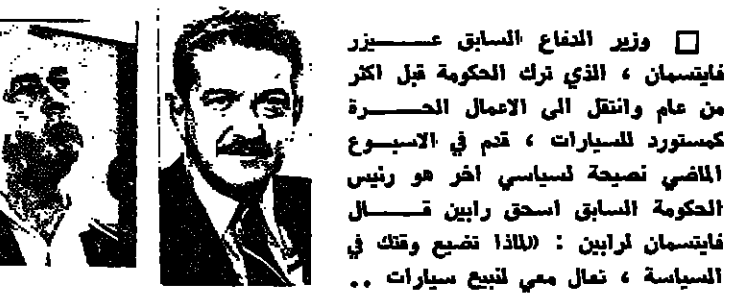 □ وزير الدفاع السابق عـــيزر
فايتسمان ، الذي ترك الحكومة قبل اكثر
من عام وانتقل الى الاعمال الحـــرة
كمستورد للسيارات ، قدم في الاسبـوع
الماضي نصيحة لسياسي اخر هو رئيس
الحكومة السابق اسحق رابين قــال
فايتسمان لرابين : «لماذا تضيع وقتك في
السياسة ، تعال معي لنبيع سيارات ..